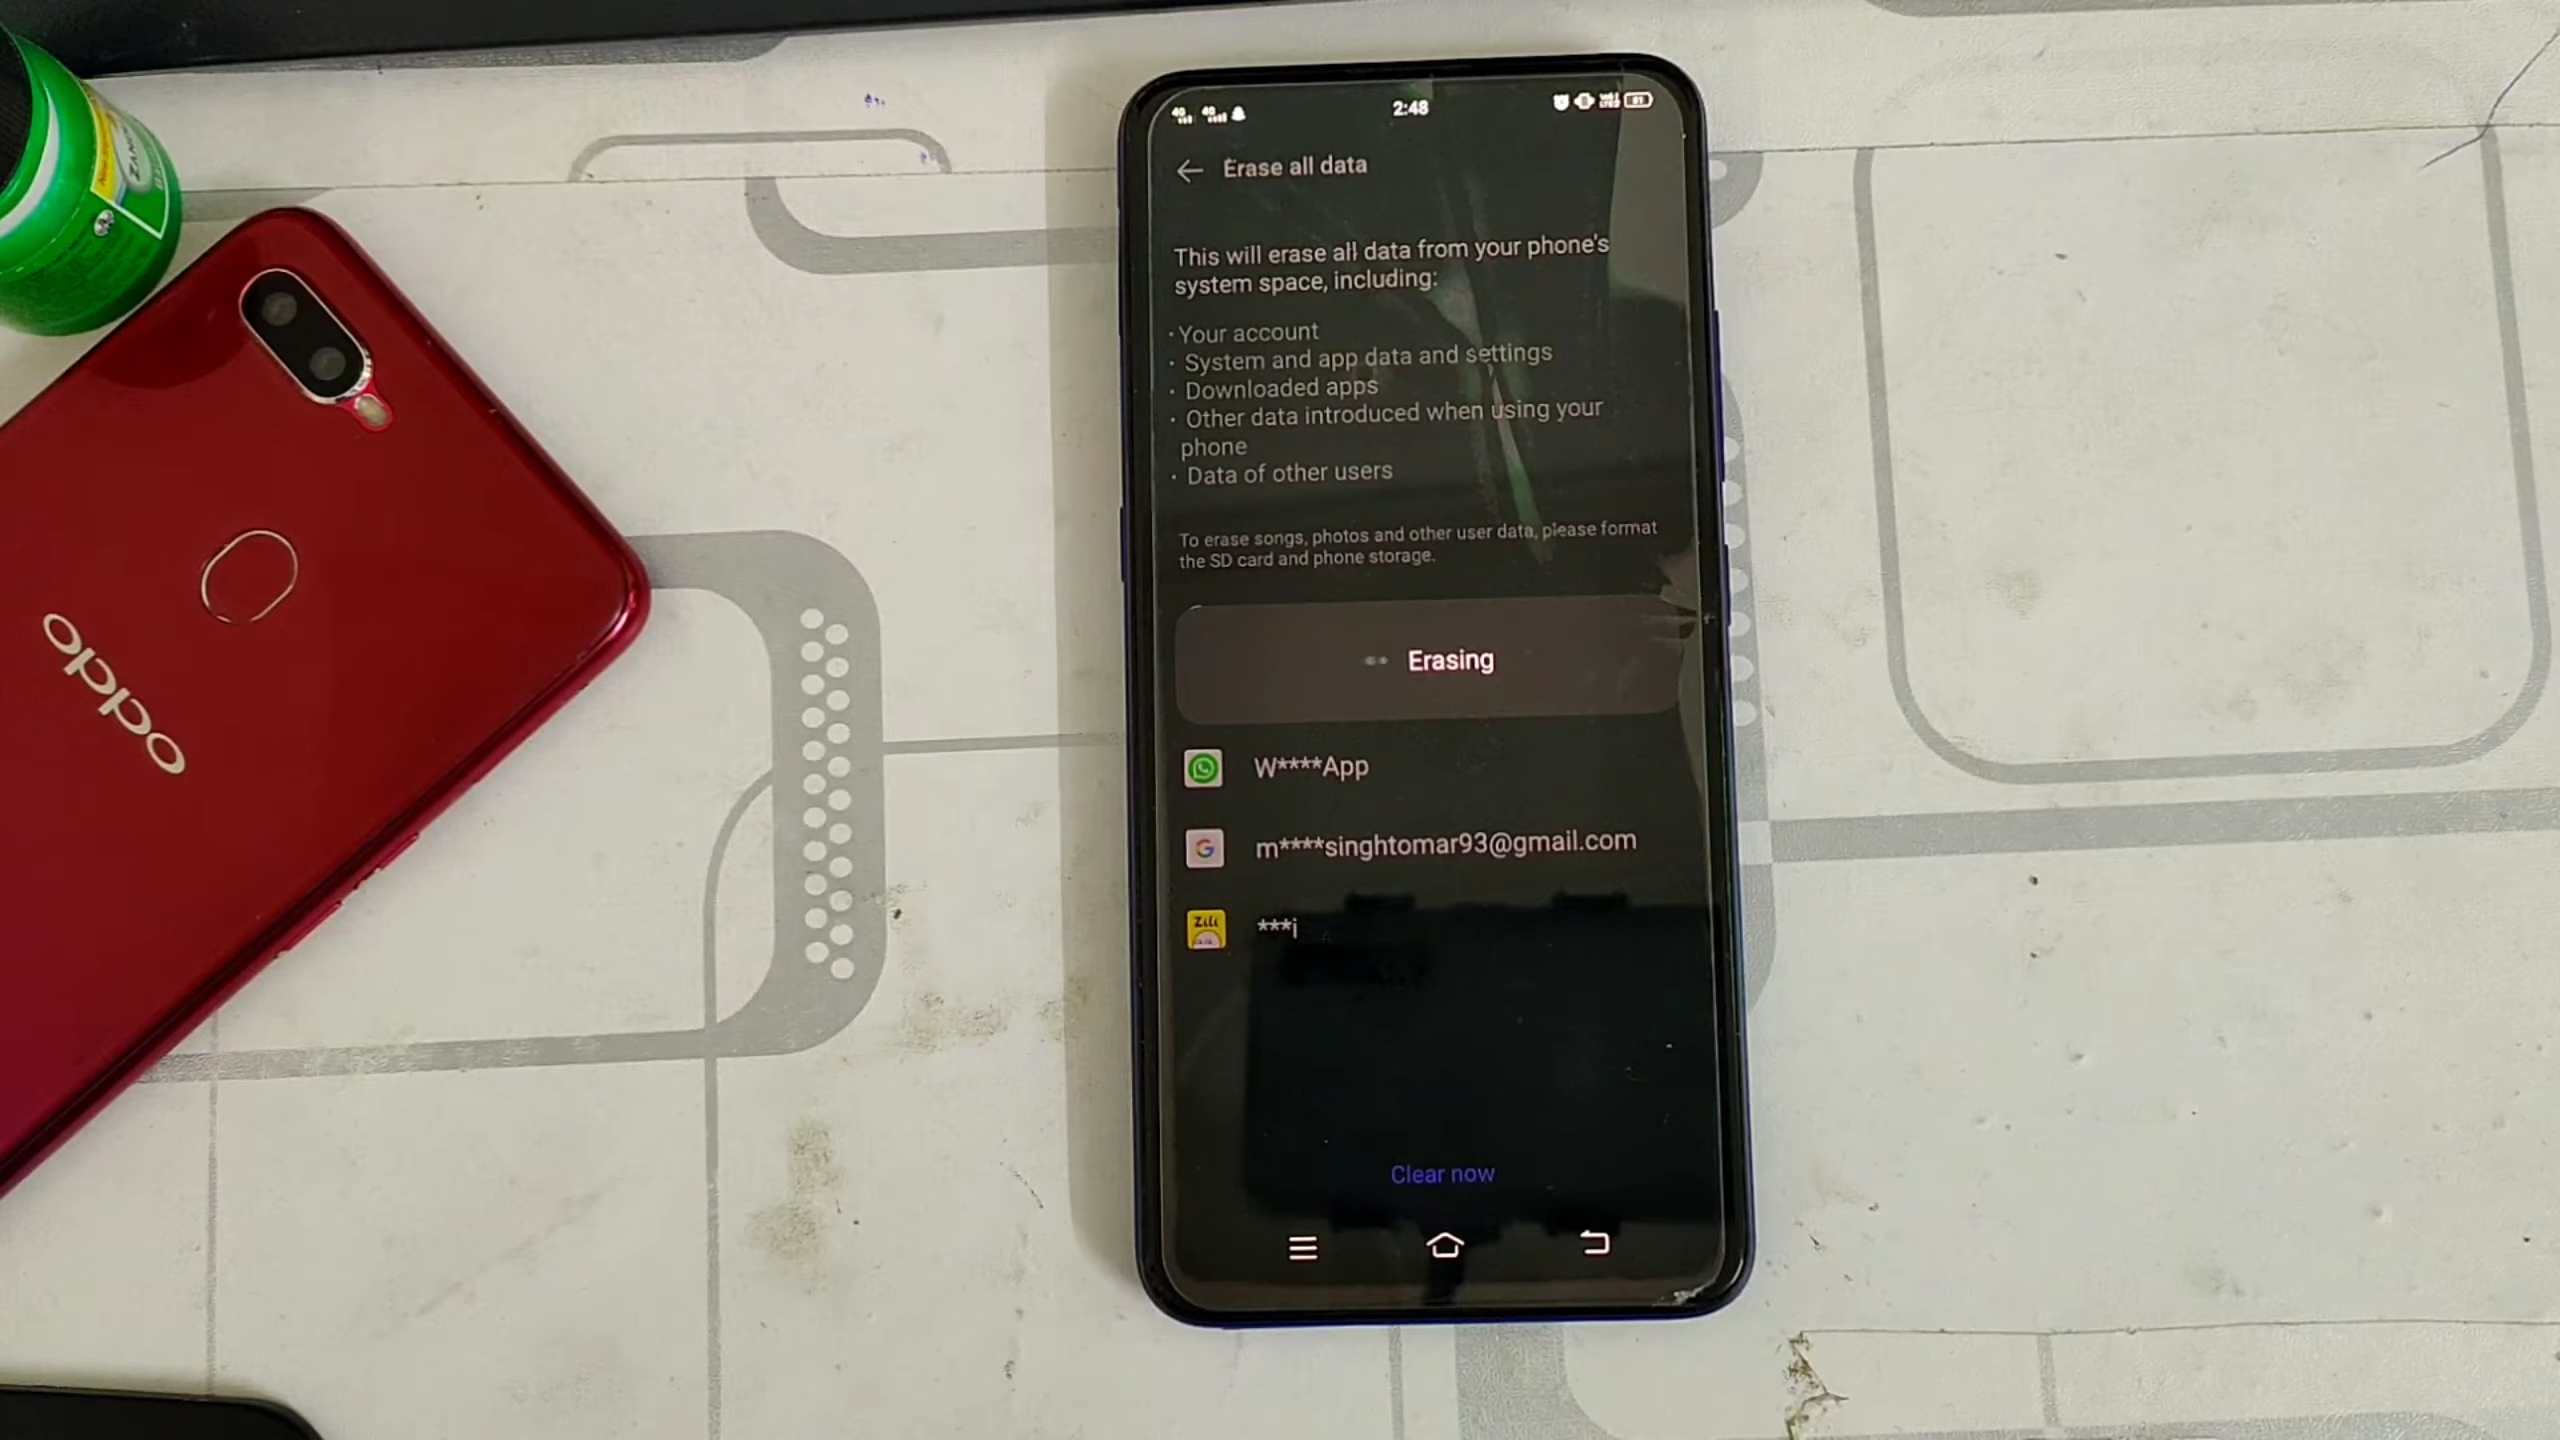 2:48
Erase all data
This will erase all data from your phone's
system space, including:
· Your account
· System and app data and settings
· Downloaded apps
· Other data introduced when using your
phone
· Data of other users
To erase songs, photos and other user data, please format
the SD card and phone storage.
Erasing
W****App
m****singhtomar93@gmail.com
Zili
***i
Clear now
oppo